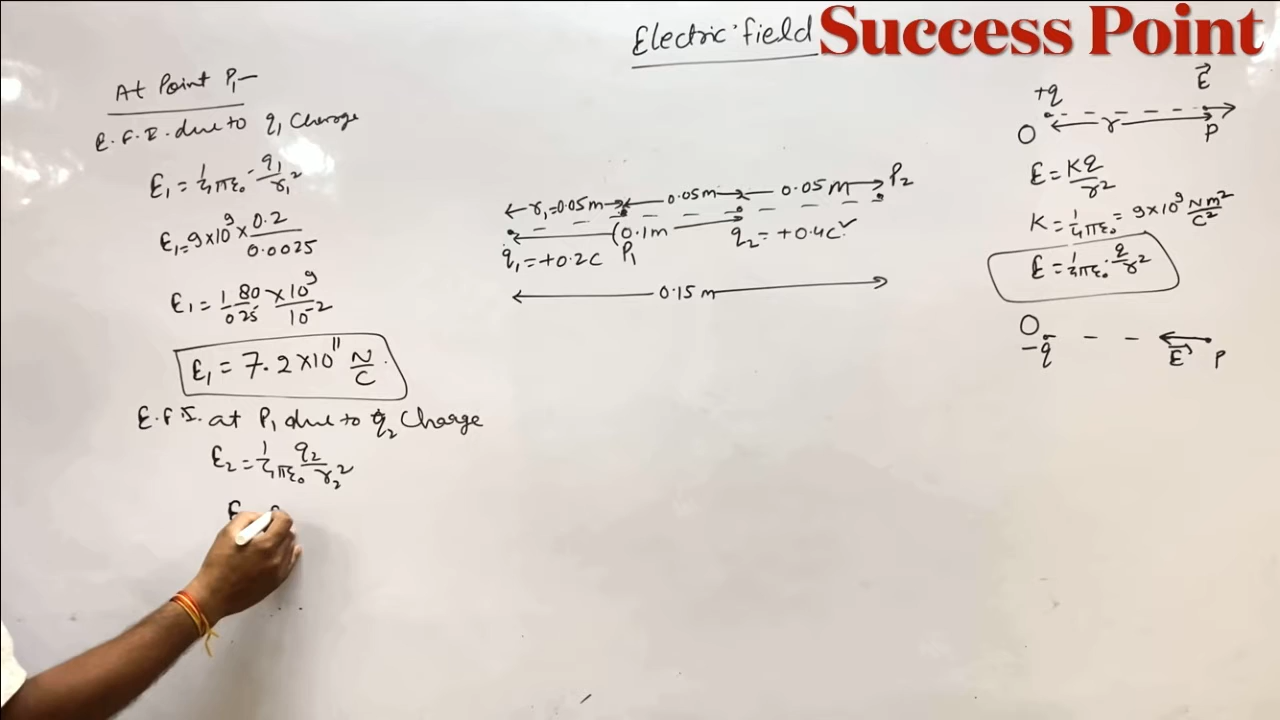 Electric field
Success Point
At Point P₁ —
E.F.I. due to q₁ Charge
E₁ = 1/4πε₀ · q₁/r₁²
E₁ = 9×10⁹ × 0.2/0.0025
E₁ = 1.80/025 × 10⁹/10⁻²
E₁ = 7.2×10¹¹ N/C
E.F.I. at P₁ due to q₂ Charge
E₂ = 1/4πε₀ q₂/r₂²
r₁=0.05m 0.05m 0.05m P₂
0.1m
q₁ = +0.2C P₁ q₂ = +0.4C
0.15 m
+q E⃗
O r P
E = Kq/r²
K = 1/4πε₀ = 9×10⁹ Nm²/C²
E = 1/4πε₀ · q/r²
O
−q E⃗ P